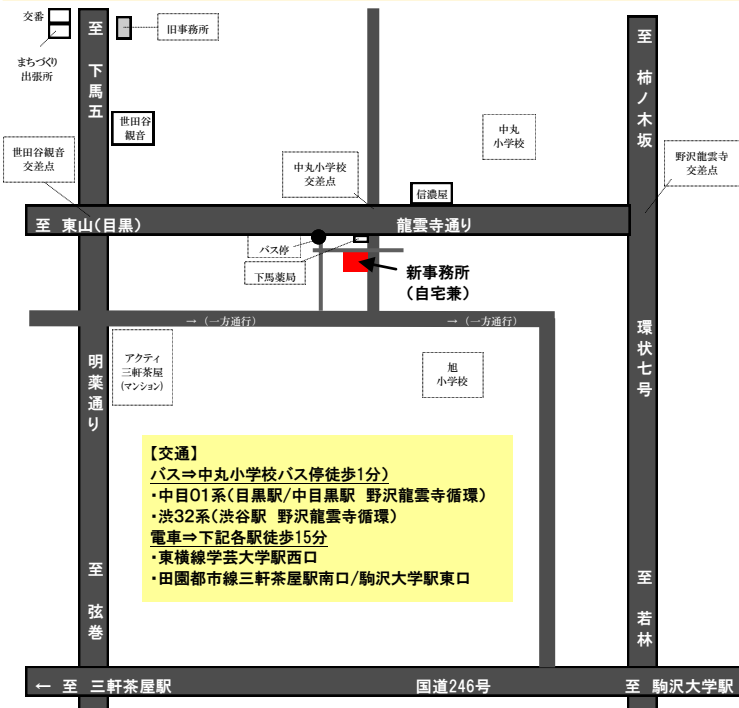 交番
まちづくり
出張所
至 下馬五
旧事務所
世田谷
観音
世田谷観音
交差点
中丸小学校
交差点
中丸
小学校
信濃屋
至 柿ノ木坂
野沢龍雲寺
交差点
至 東山(目黒)
龍雲寺通り
バス停
下馬薬局
新事務所
(自宅兼)
→ (一方通行)
→ (一方通行)
明薬通り
アクティ
三軒茶屋
(マンション)
旭
小学校
環状七号
【交通】
バス⇒中丸小学校バス停徒歩1分)
・中目01系(目黒駅/中目黒駅 野沢龍雲寺循環)
・渋32系(渋谷駅 野沢龍雲寺循環)
電車⇒下記各駅徒歩15分
・東横線学芸大学駅西口
・田園都市線三軒茶屋駅南口/駒沢大学駅東口
至 弦巻
至 若林
← 至 三軒茶屋駅
国道246号
至 駒沢大学駅